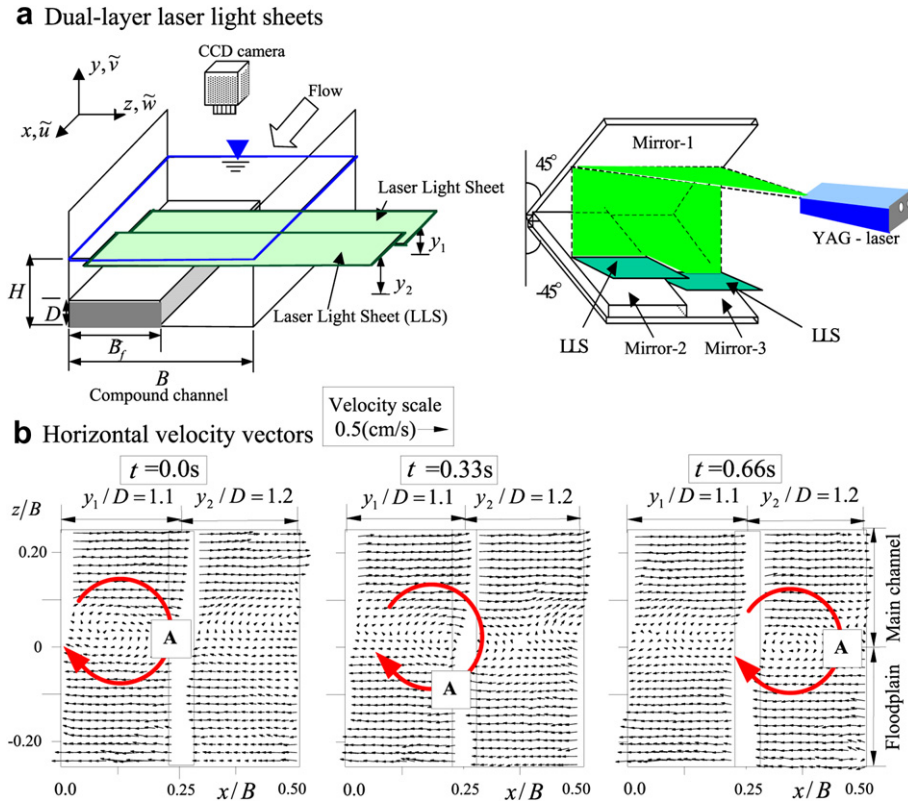 a Dual-layer laser light sheets
CCD camera
y, ṽ
Flow
z, w̃
x, ũ
Laser Light Sheet
y₁
y₂
H
D
Laser Light Sheet (LLS)
B_f
B
Compound channel
Mirror-1
45°
-45°
YAG - laser
LLS
LLS
Mirror-2
Mirror-3
Velocity scale
0.5(cm/s)
b Horizontal velocity vectors
t =0.0s
t =0.33s
t =0.66s
y₁ / D = 1.1 y₂ / D = 1.2
y₁ / D = 1.1 y₂ / D = 1.2
y₁ / D = 1.1 y₂ / D = 1.2
z/B
0.20
0
-0.20
A
A
A
Main channel
Floodplain
0.0 0.25 0.50
x/B
0.0 0.25 0.50
x/B
0.0 0.25 0.50
x/B